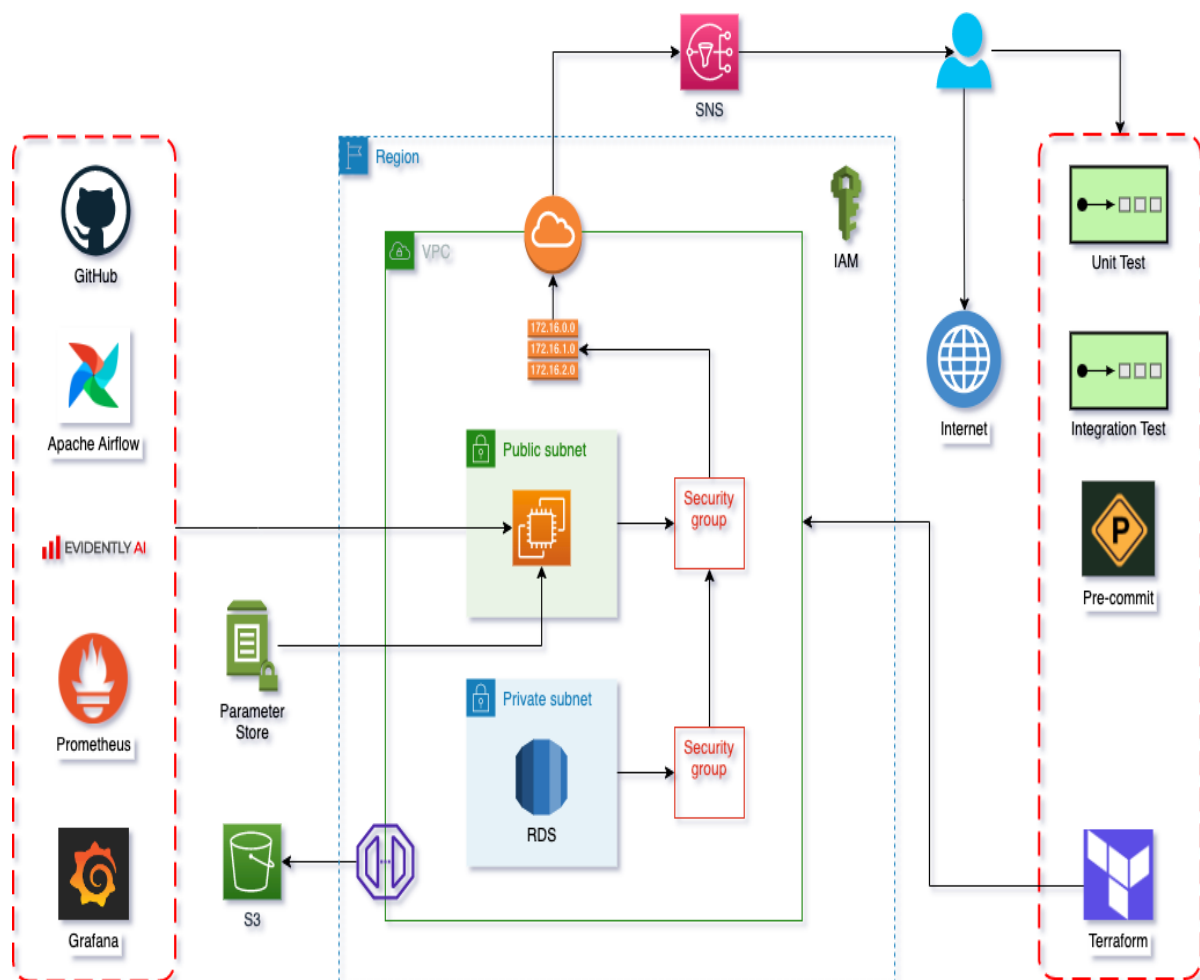 SNS
Region
GitHub
VPC
IAM
Unit Test
172.16.0.0
172.16.1.0
172.16.2.0
Apache Airflow
Internet
Integration Test
Public subnet
Security
group
EVIDENTLY AI
P
Pre-commit
Parameter
Store
Prometheus
Private subnet
Security
group
RDS
S3
Grafana
Terraform